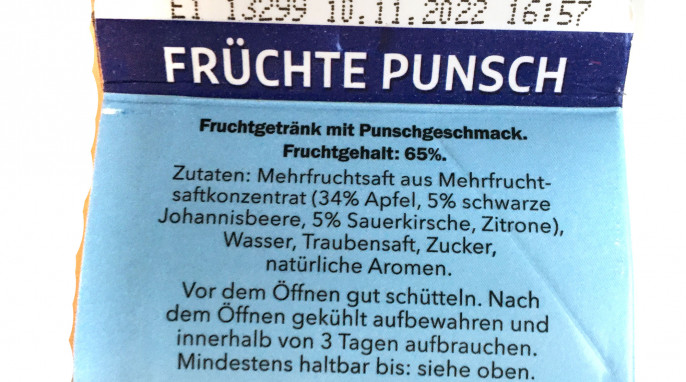 E1 13299 10.11.2022 16:57
FRÜCHTE PUNSCH
Fruchtgetränk mit Punschgeschmack.
Fruchtgehalt: 65%.
Zutaten: Mehrfruchtsaft aus Mehrfrucht-
saftkonzentrat (34% Apfel, 5% schwarze
Johannisbeere, 5% Sauerkirsche, Zitrone),
Wasser, Traubensaft, Zucker,
natürliche Aromen.
Vor dem Öffnen gut schütteln. Nach
dem Öffnen gekühlt aufbewahren und
innerhalb von 3 Tagen aufbrauchen.
Mindestens haltbar bis: siehe oben.